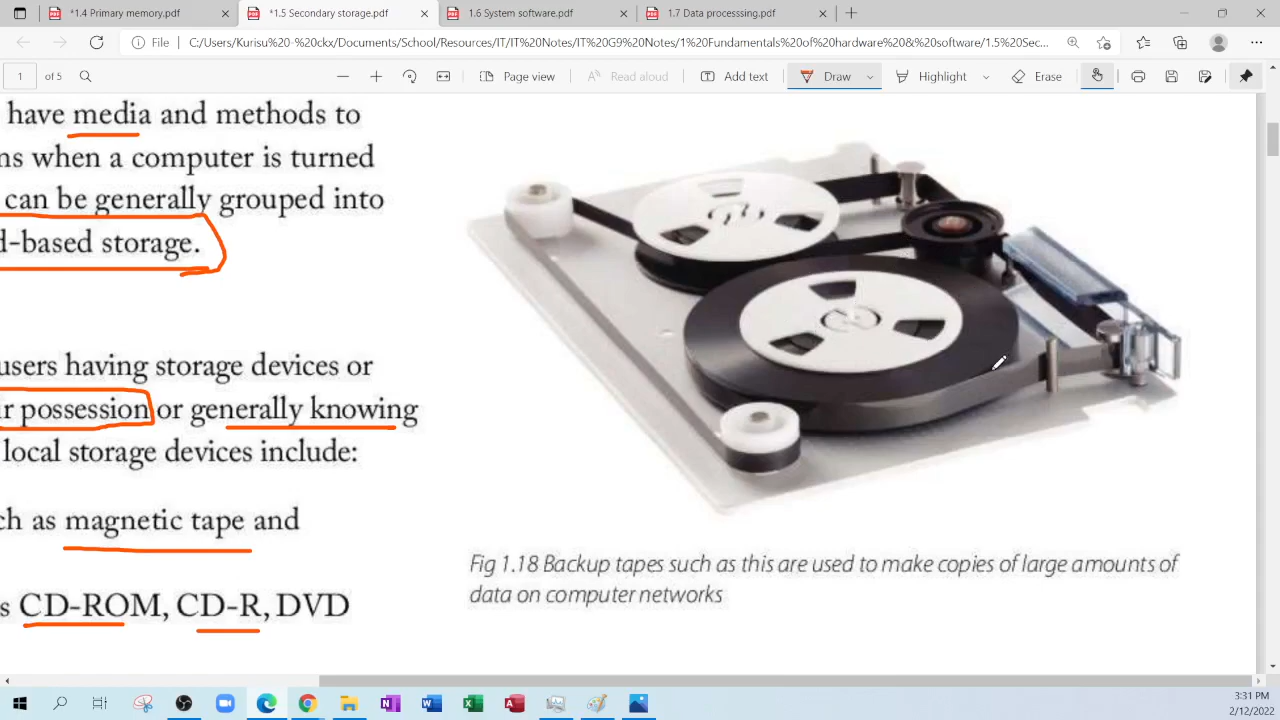 *1.4 Primary memory.pdf
*1.5 Secondary storage.pdf
1.6 System software.pdf
1.7 Data processsing.pdf
File
C:/Users/Kurisu%20-%20ckx/Documents/School/Resources/IT/IT%20Notes/IT%20G9%20Notes/1%20Fundamentals%20of%20hardware%20&%20software/1.5%20Sec...
1 of 5
Page view
Read aloud
Add text
Draw
Highlight
Erase
have media and methods to
ns when a computer is turned
can be generally grouped into
d-based storage.
users having storage devices or
ir possession or generally knowing
local storage devices include:
ch as magnetic tape and
s CD-ROM, CD-R, DVD
Fig 1.18 Backup tapes such as this are used to make copies of large amounts of
data on computer networks
3:31 PM
2/12/2022